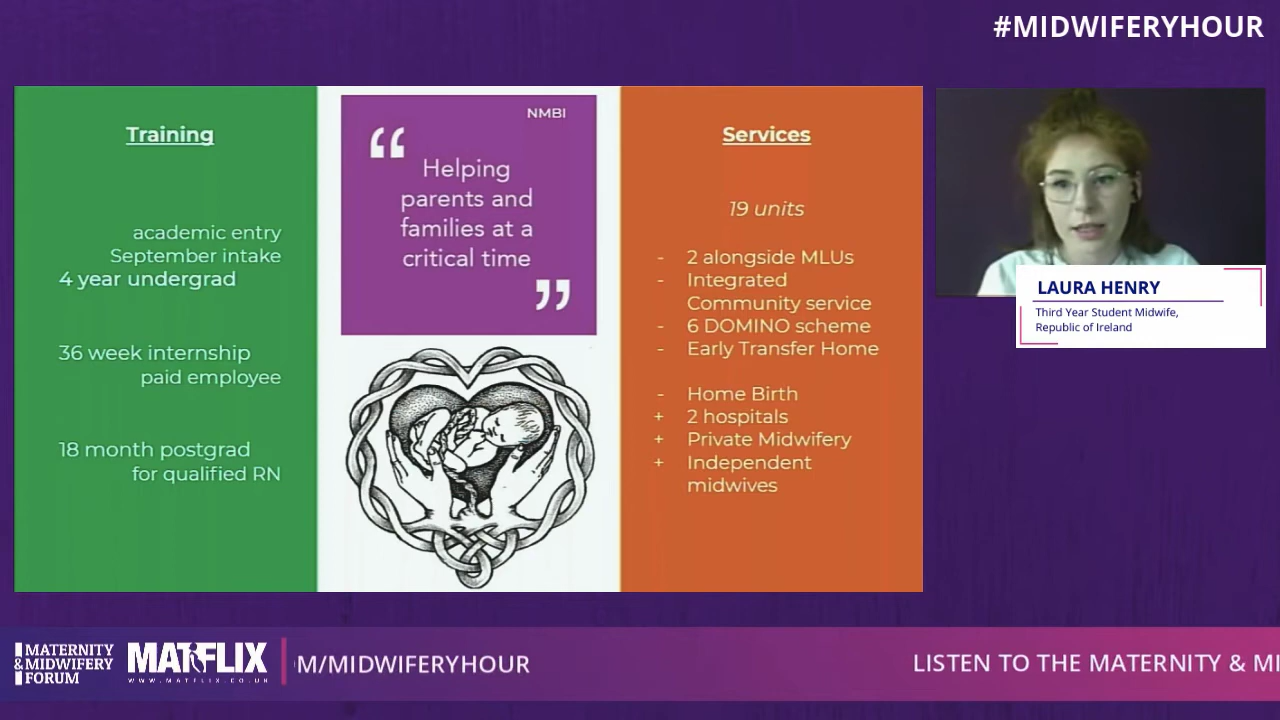 #MIDWIFERYHOUR
Training
academic entry
September intake
4 year undergrad
36 week internship
paid employee
18 month postgrad
for qualified RN
NMBI
“
Helping
parents and
families at a
critical time
”
Services
19 units
- 2 alongside MLUs
- Integrated
Community service
- 6 DOMINO scheme
- Early Transfer Home
- Home Birth
+ 2 hospitals
+ Private Midwifery
+ Independent
midwives
LAURA HENRY
Third Year Student Midwife,
Republic of Ireland
MATERNITY
& MIDWIFERY
FORUM
MATFLIX
WWW.MATFLIX.CO.UK
M/MIDWIFERYHOUR
LISTEN TO THE MATERNITY & MI